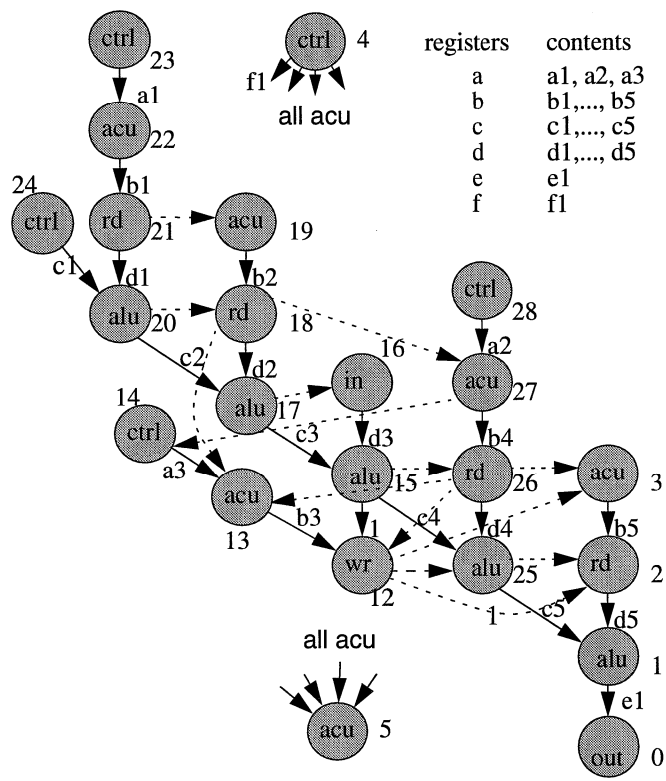 ctrl
23
a1
acu
22
b1
24
ctrl
c1
rd
21
acu
19
d1
alu
20
b2
rd
18
c2
d2
alu
17
ctrl
4
f1
all acu
registers contents
a a1, a2, a3
b b1,..., b5
c c1,..., c5
d d1,..., d5
e e1
f f1
ctrl
28
a2
acu
27
16
in
14
ctrl
a3
c3
d3
alu
15
b4
rd
26
acu
3
acu
13
b3
1
c4
d4
b5
wr
12
alu
25
rd
2
1
c5
d5
alu
1
e1
out
0
all acu
acu
5